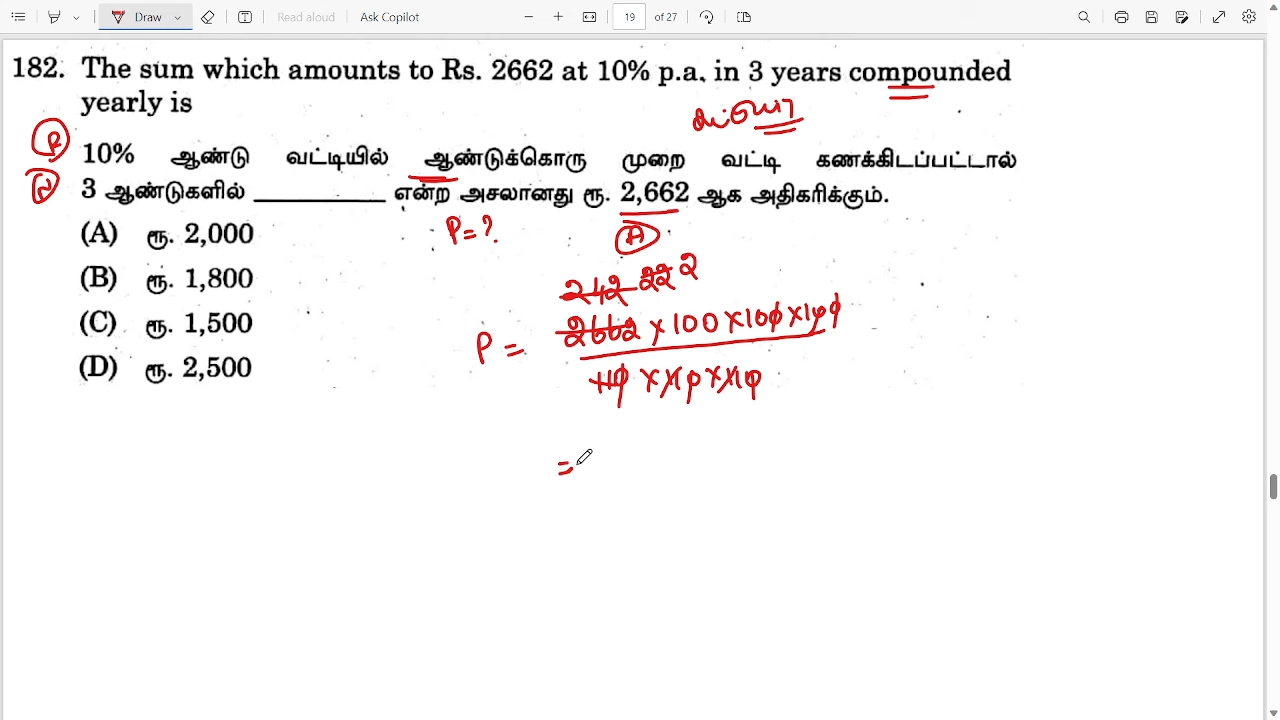 Draw
Read aloud
Ask Copilot
19
of 27
182. The sum which amounts to Rs. 2662 at 10% p.a. in 3 years compounded
yearly is
10% ஆண்டு வட்டியில் ஆண்டுக்கொரு முறை வட்டி கணக்கிடப்பட்டால்
3 ஆண்டுகளில் __________ என்ற அசலானது ரூ. 2,662 ஆக அதிகரிக்கும்.
P = ?
A
(A) ரூ. 2,000
(B) ரூ. 1,800
(C) ரூ. 1,500
(D) ரூ. 2,500
242 22 2
P = 2662 x 100 x 100 x 100
110 x 110 x 110
=